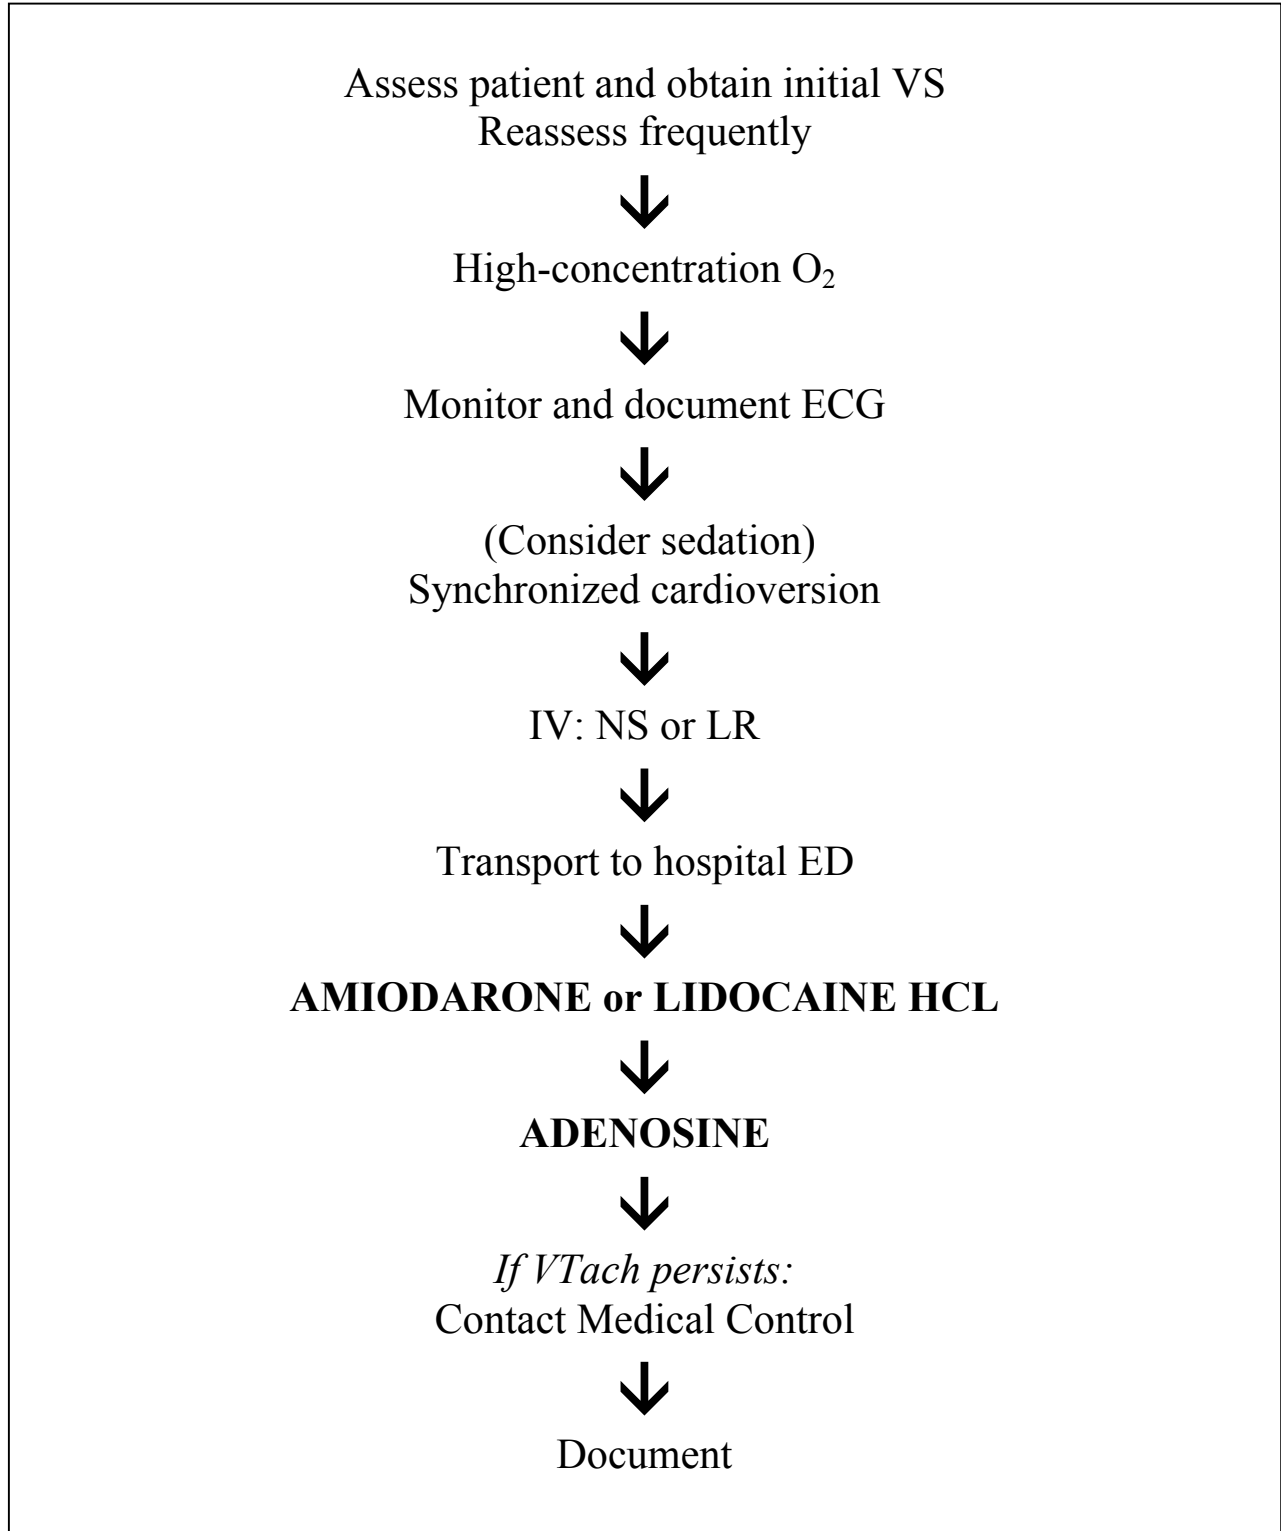 Assess patient and obtain initial VS
Reassess frequently
High-concentration O₂
Monitor and document ECG
(Consider sedation)
Synchronized cardioversion
IV: NS or LR
Transport to hospital ED
AMIODARONE or LIDOCAINE HCL
ADENOSINE
If VTach persists:
Contact Medical Control
Document